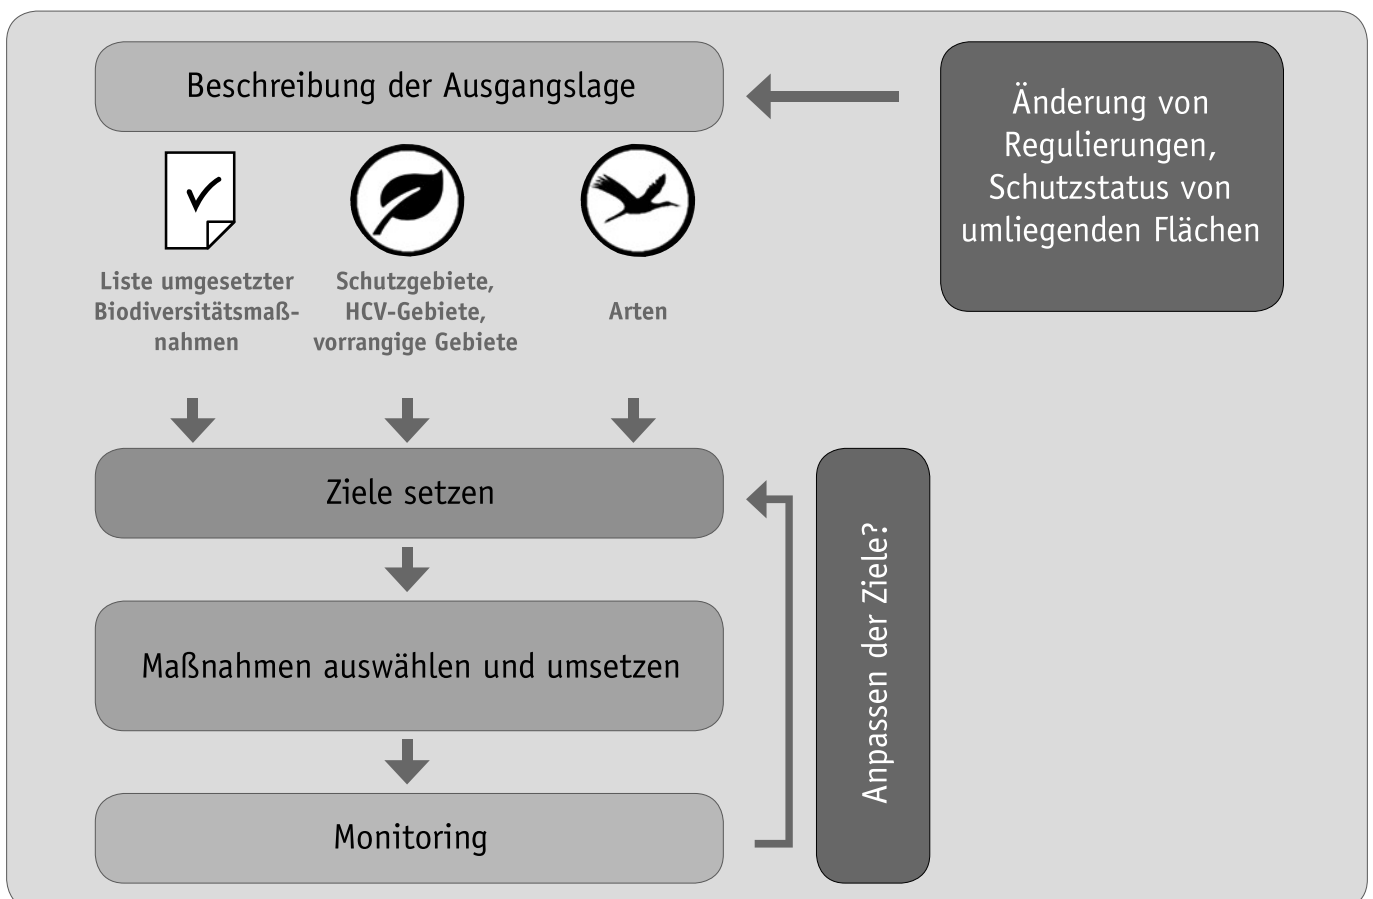 Beschreibung der Ausgangslage
Änderung von
Regulierungen,
Schutzstatus von
umliegenden Flächen
Liste umgesetzter
Biodiversitätsmaß-
nahmen
Schutzgebiete,
HCV-Gebiete,
vorrangige Gebiete
Arten
Ziele setzen
Maßnahmen auswählen und umsetzen
Monitoring
Anpassen der Ziele?